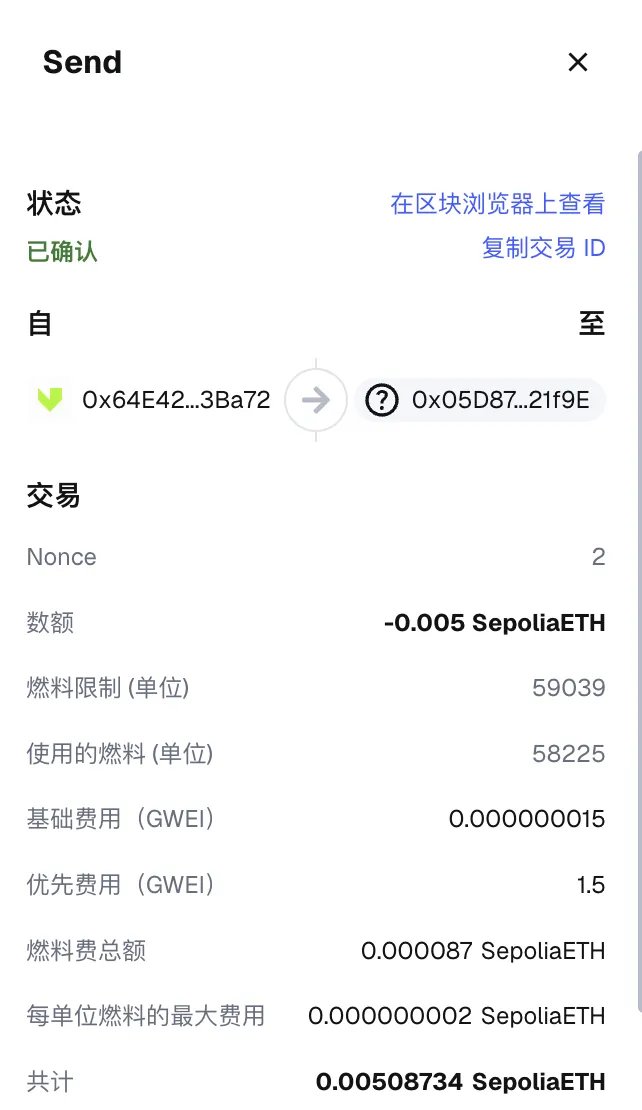 Send
状态
在区块浏览器上查看
已确认
复制交易 ID
自
至
0x64E42...3Ba72
0x05D87...21f9E
交易
Nonce 2
数额 -0.005 SepoliaETH
燃料限制 (单位) 59039
使用的燃料 (单位) 58225
基础费用（GWEI） 0.000000015
优先费用（GWEI） 1.5
燃料费总额 0.000087 SepoliaETH
每单位燃料的最大费用 0.000000002 SepoliaETH
共计 0.00508734 SepoliaETH